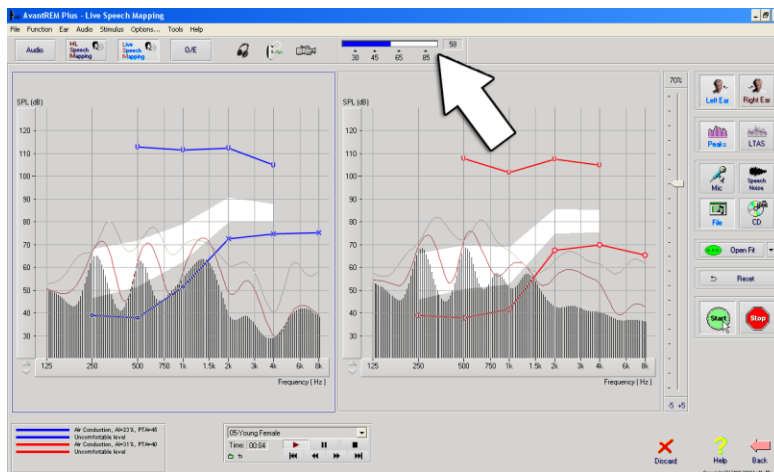 AvantREM Plus - Live Speech Mapping
File Function Ear Audio Stimulus Options... Tools Help
Audio
HL Speech Mapping
Live Speech Mapping
O/E
30 45 65 85
50
SPL (dB)
120
110
100
90
80
70
60
50
40
30
125 250 500 750 1k 1.5k 2k 3k 4k 6k 8k
Frequency ( Hz )
SPL (dB)
120
110
100
90
80
70
60
50
40
30
125 250 500 750 1k 1.5k 2k 3k 4k 6k 8k
Frequency ( Hz )
70%
-5 +5
Left Ear Right Ear
Peaks LTAS
Mic Speech Noise
File CD
Open Fit
Reset
Start Stop
Air Conduction, AI=23%, PTA=45
Uncomfortable level
Air Conduction, AI=31%, PTA=40
Uncomfortable level
05-Young Female
Time: 00:04
Discard Help Back